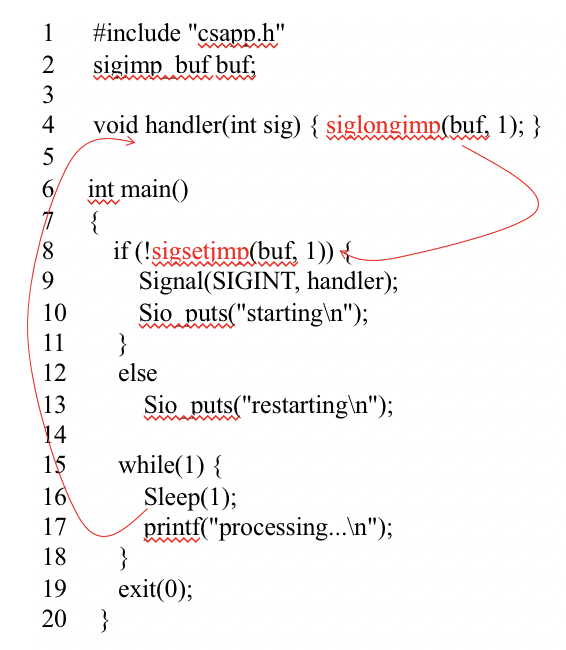 1 #include "csapp.h"
2 sigjmp_buf buf;
3
4 void handler(int sig) { siglongjmp(buf, 1); }
5
6 int main()
7 {
8 if (!sigsetjmp(buf, 1)) {
9 Signal(SIGINT, handler);
10 Sio_puts("starting\n");
11 }
12 else
13 Sio_puts("restarting\n");
14
15 while(1) {
16 Sleep(1);
17 printf("processing...\n");
18 }
19 exit(0);
20 }